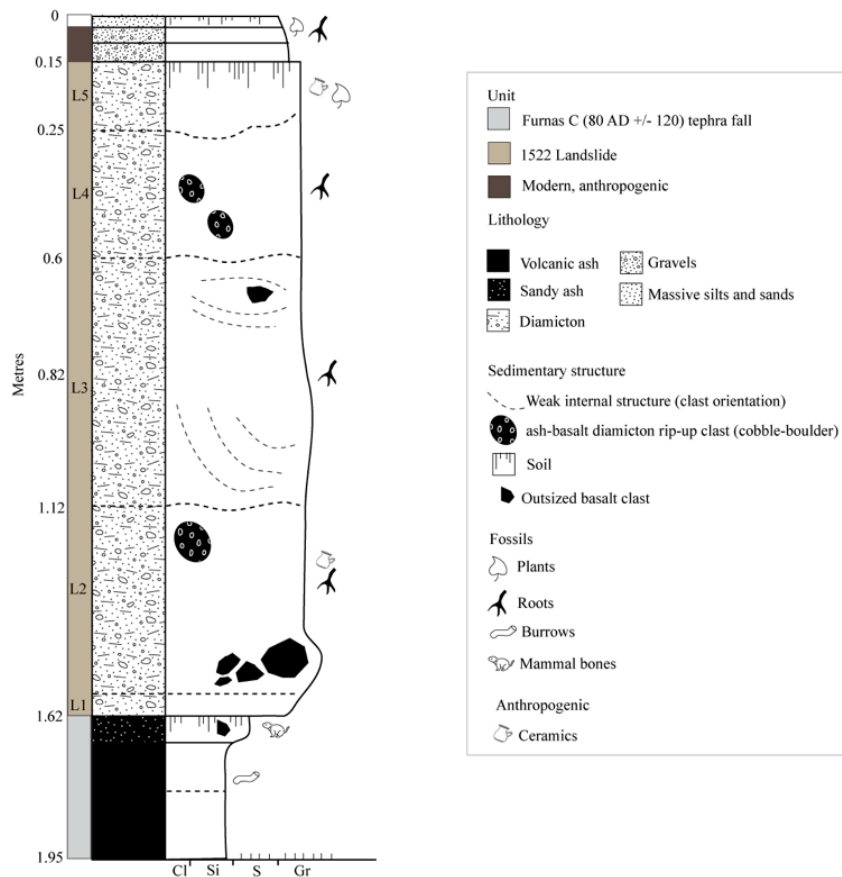 0
0.15
L5
0.25
L4
0.6
Metres
0.82
L3
1.12
L2
L1
1.62
1.95
Cl Si S Gr
Unit
Furnas C (80 AD +/- 120) tephra fall
1522 Landslide
Modern, anthropogenic
Lithology
Volcanic ash
Gravels
Sandy ash
Massive silts and sands
Diamicton
Sedimentary structure
Weak internal structure (clast orientation)
ash-basalt diamicton rip-up clast (cobble-boulder)
Soil
Outsized basalt clast
Fossils
Plants
Roots
Burrows
Mammal bones
Anthropogenic
Ceramics